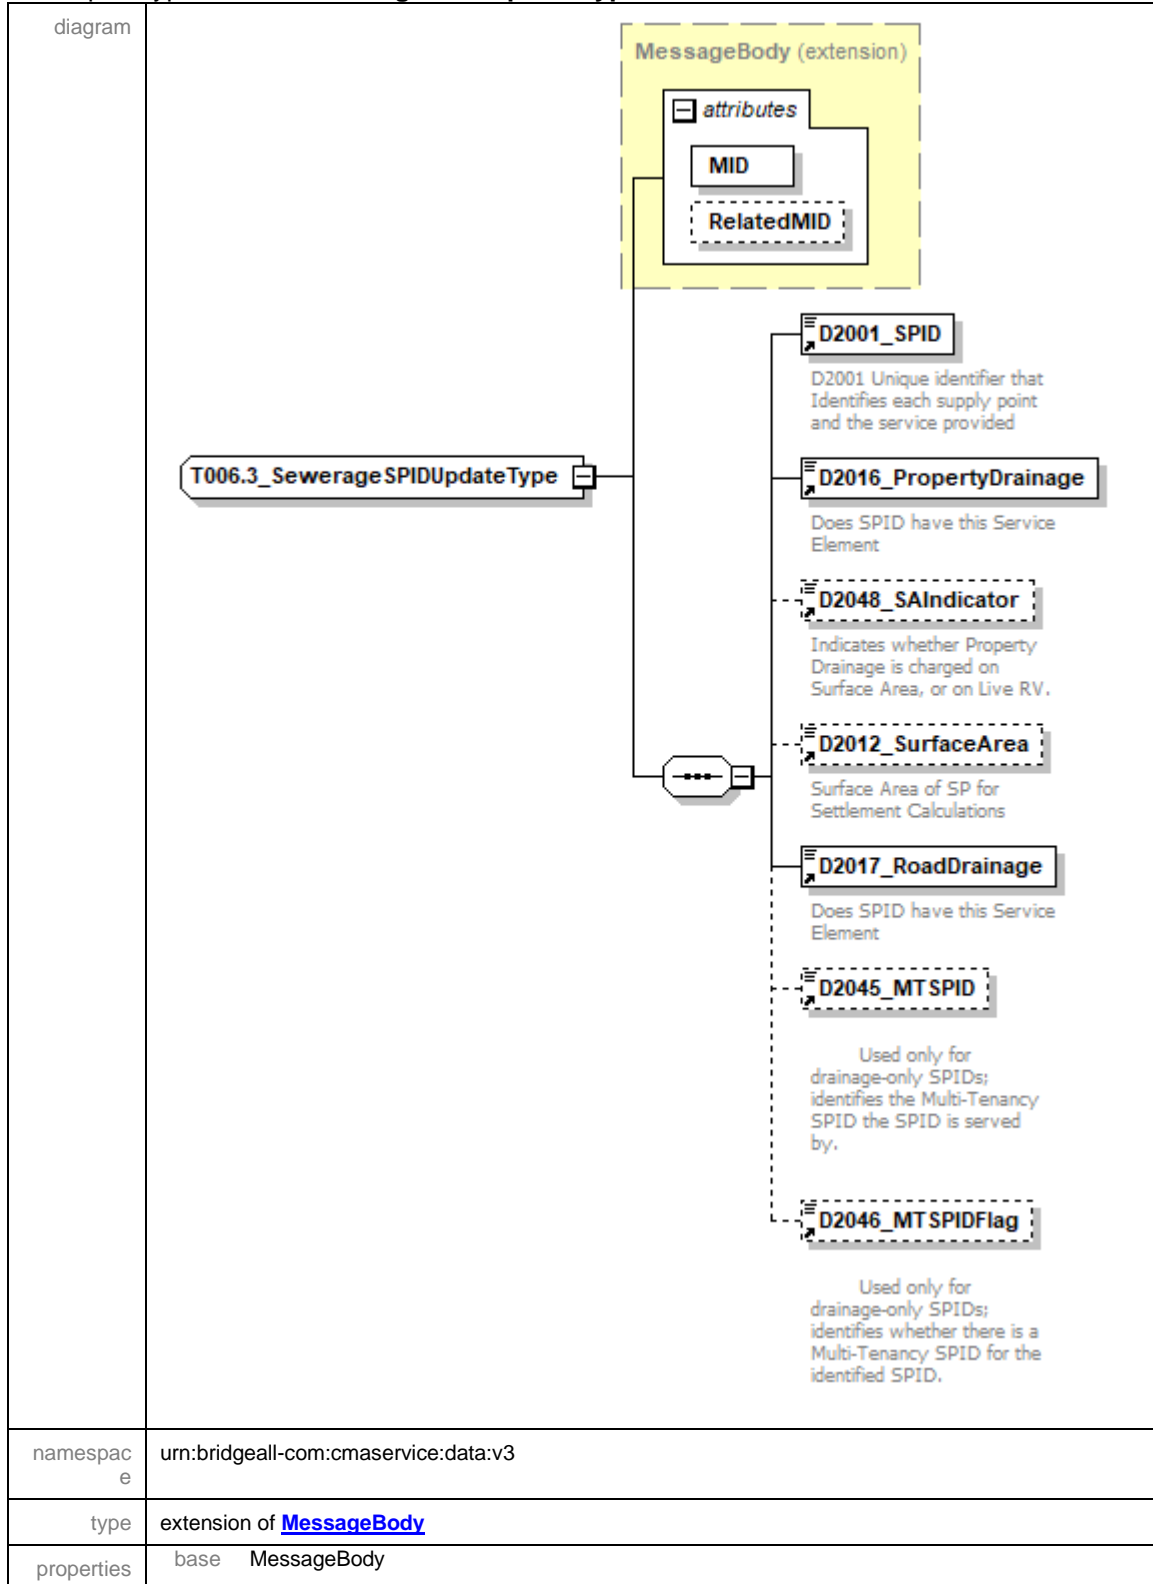 diagram
MessageBody (extension)
attributes
MID
RelatedMID
D2001_SPID
D2001 Unique identifier that
Identifies each supply point
and the service provided
T006.3_SewerageSPIDUpdateType
D2016_PropertyDrainage
Does SPID have this Service
Element
D2048_SAIndicator
Indicates whether Property
Drainage is charged on
Surface Area, or on Live RV.
D2012_SurfaceArea
Surface Area of SP for
Settlement Calculations
D2017_RoadDrainage
Does SPID have this Service
Element
D2045_MTSPID
Used only for
drainage-only SPIDs;
identifies the Multi-Tenancy
SPID the SPID is served
by.
D2046_MTSPIDFlag
Used only for
drainage-only SPIDs;
identifies whether there is a
Multi-Tenancy SPID for the
identified SPID.
namespac
e
urn:bridgeall-com:cmaservice:data:v3
type
extension of MessageBody
properties
base MessageBody